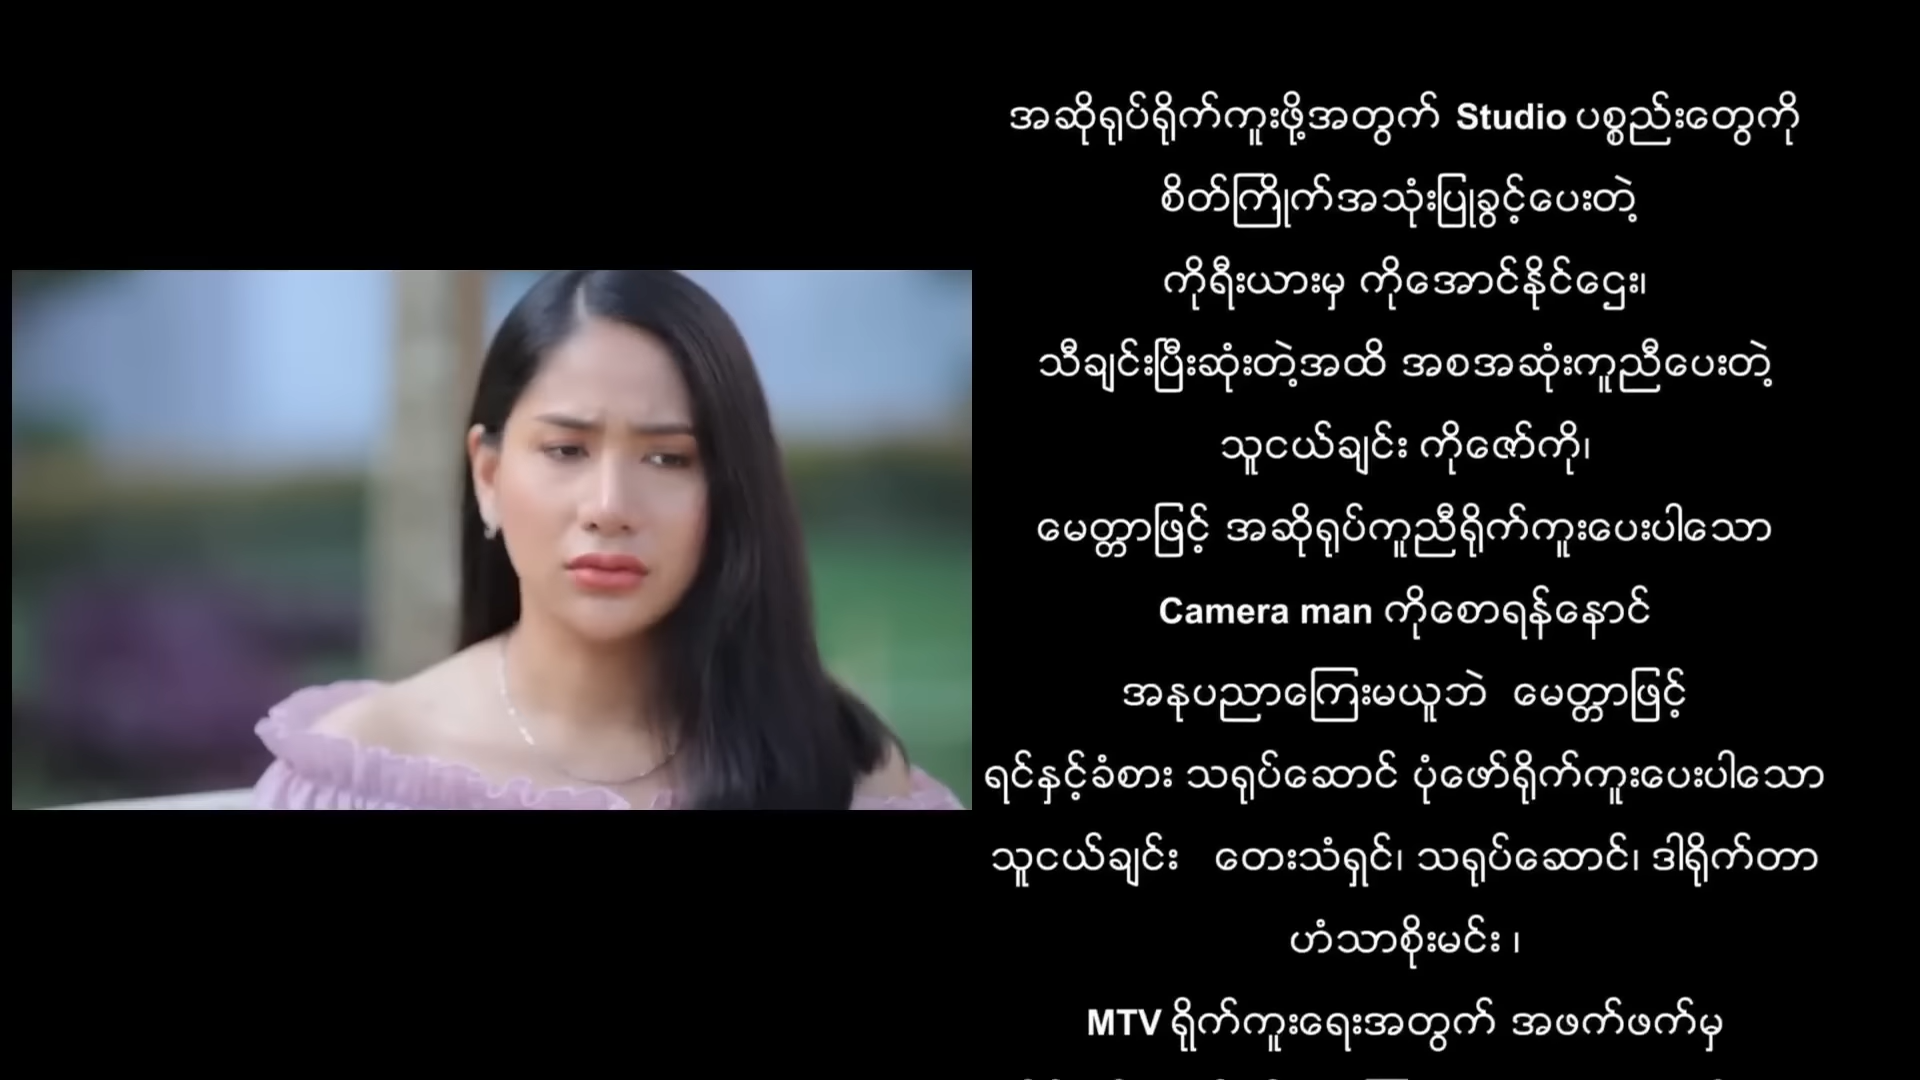 အဆိုရုပ်ရိုက်ကူးဖို့အတွက် Studio ပစ္စည်းတွေကို
စိတ်ကြိုက်အသုံးပြုခွင့်ပေးတဲ့
ကိုရီးယားမှ ကိုအောင်နိုင်ဌေး၊
သီချင်းပြီးဆုံးတဲ့အထိ အစအဆုံးကူညီပေးတဲ့
သူငယ်ချင်း ကိုဇော်ကို၊
မေတ္တာဖြင့် အဆိုရုပ်ကူညီရိုက်ကူးပေးပါသော
Camera man ကိုစောရန်နောင်
အနုပညာကြေးမယူဘဲ မေတ္တာဖြင့်
ရင်နှင့်ခံစား သရုပ်ဆောင် ပုံဖော်ရိုက်ကူးပေးပါသော
သူငယ်ချင်း တေးသံရှင်၊ သရုပ်ဆောင်၊ ဒါရိုက်တာ
ဟံသာစိုးမင်း ၊
MTV ရိုက်ကူးရေးအတွက် အဖက်ဖက်မှ